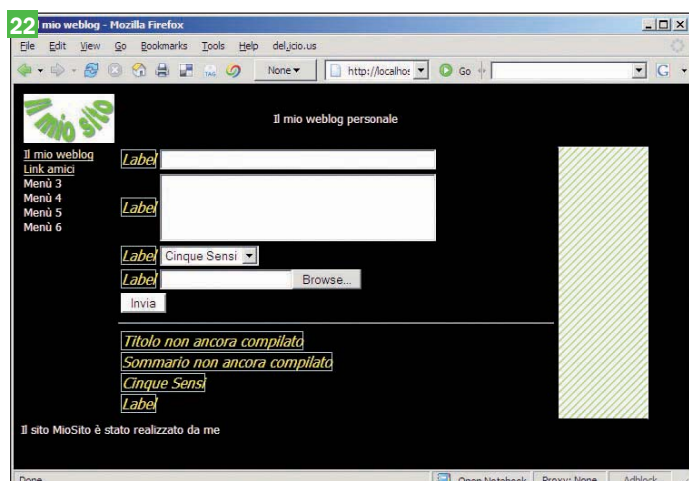 22
mio weblog - Mozilla Firefox
File Edit View Go Bookmarks Tools Help del.icio.us
TAG None http://localhos Go G
Il mio sito
Il mio weblog personale
Il mio weblog
Link amici
Menù 3
Menù 4
Menù 5
Menù 6
Label
Label
Label Cinque Sensi
Label Browse...
Invia
Titolo non ancora compilato
Sommario non ancora compilato
Cinque Sensi
Label
Il sito MioSito è stato realizzato da me
Done Open Notebook Proxy: None Adblock